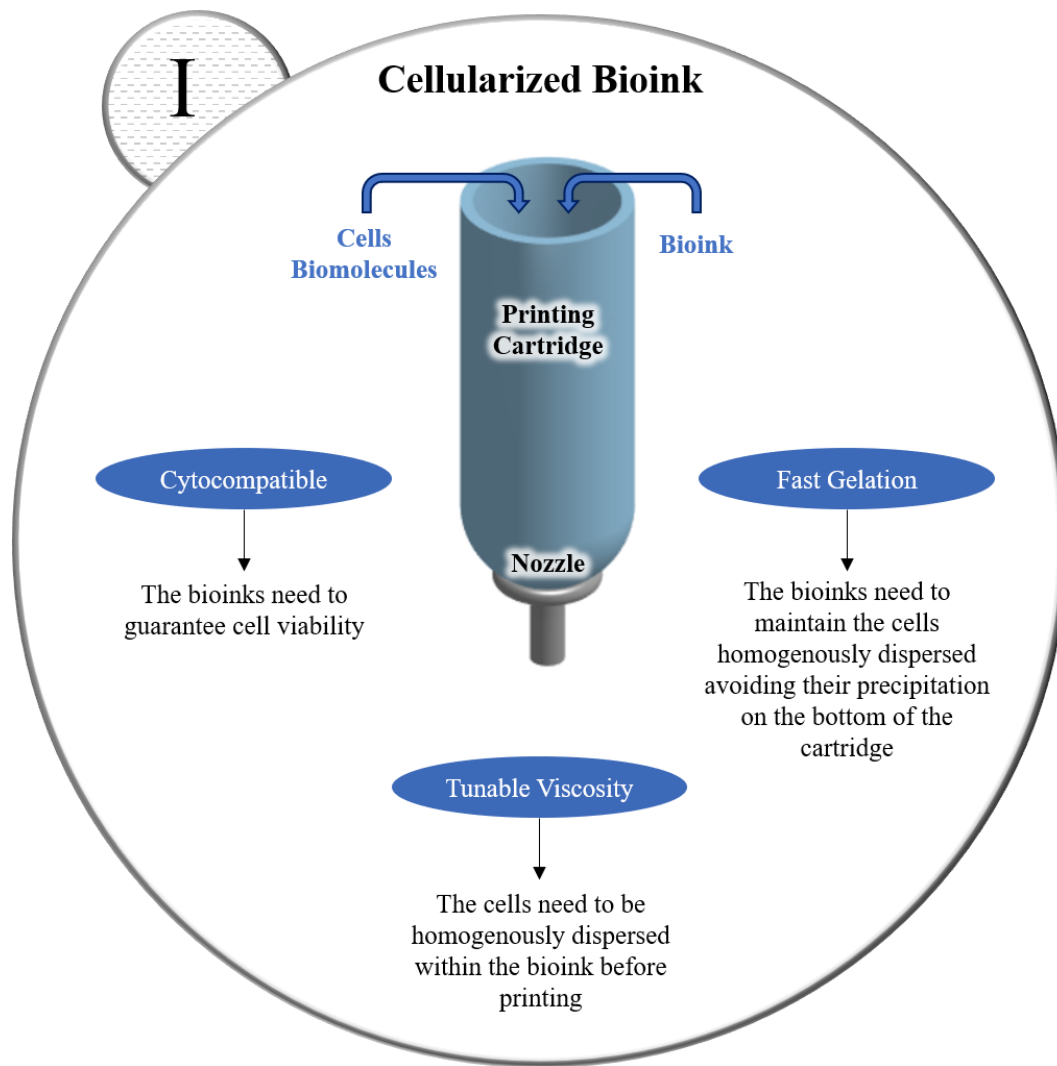 I
Cellularized Bioink
Cells
Biomolecules
Bioink
Printing
Cartridge
Nozzle
Cytocompatible
The bioinks need to
guarantee cell viability
Fast Gelation
The bioinks need to
maintain the cells
homogenously dispersed
avoiding their precipitation
on the bottom of the
cartridge
Tunable Viscosity
The cells need to be
homogenously dispersed
within the bioink before
printing